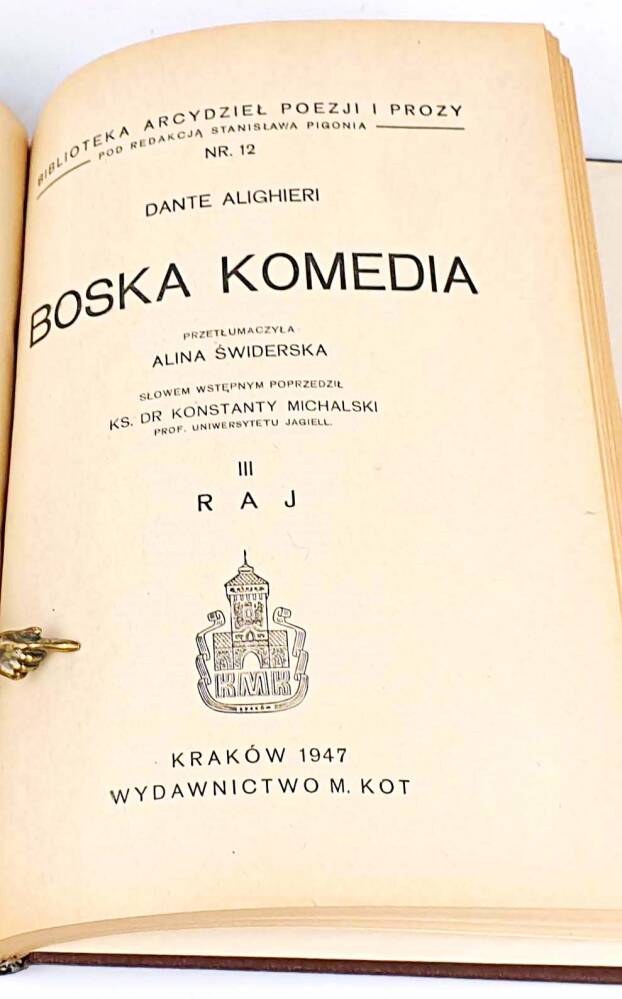 BIBLIOTEKA ARCYDZIEŁ POEZJI I PROZY
POD REDAKCJĄ STANISŁAWA PIGONIA
NR. 12
DANTE ALIGHIERI
BOSKA KOMEDIA
PRZETŁUMACZYŁA
ALINA ŚWIDERSKA
SŁOWEM WSTĘPNYM POPRZEDZIŁ
KS. DR KONSTANTY MICHALSKI
PROF. UNIWERSYTETU JAGIELL.
III
RAJ
KMK
KRAKÓW
KRAKÓW 1947
WYDAWNICTWO M. KOT